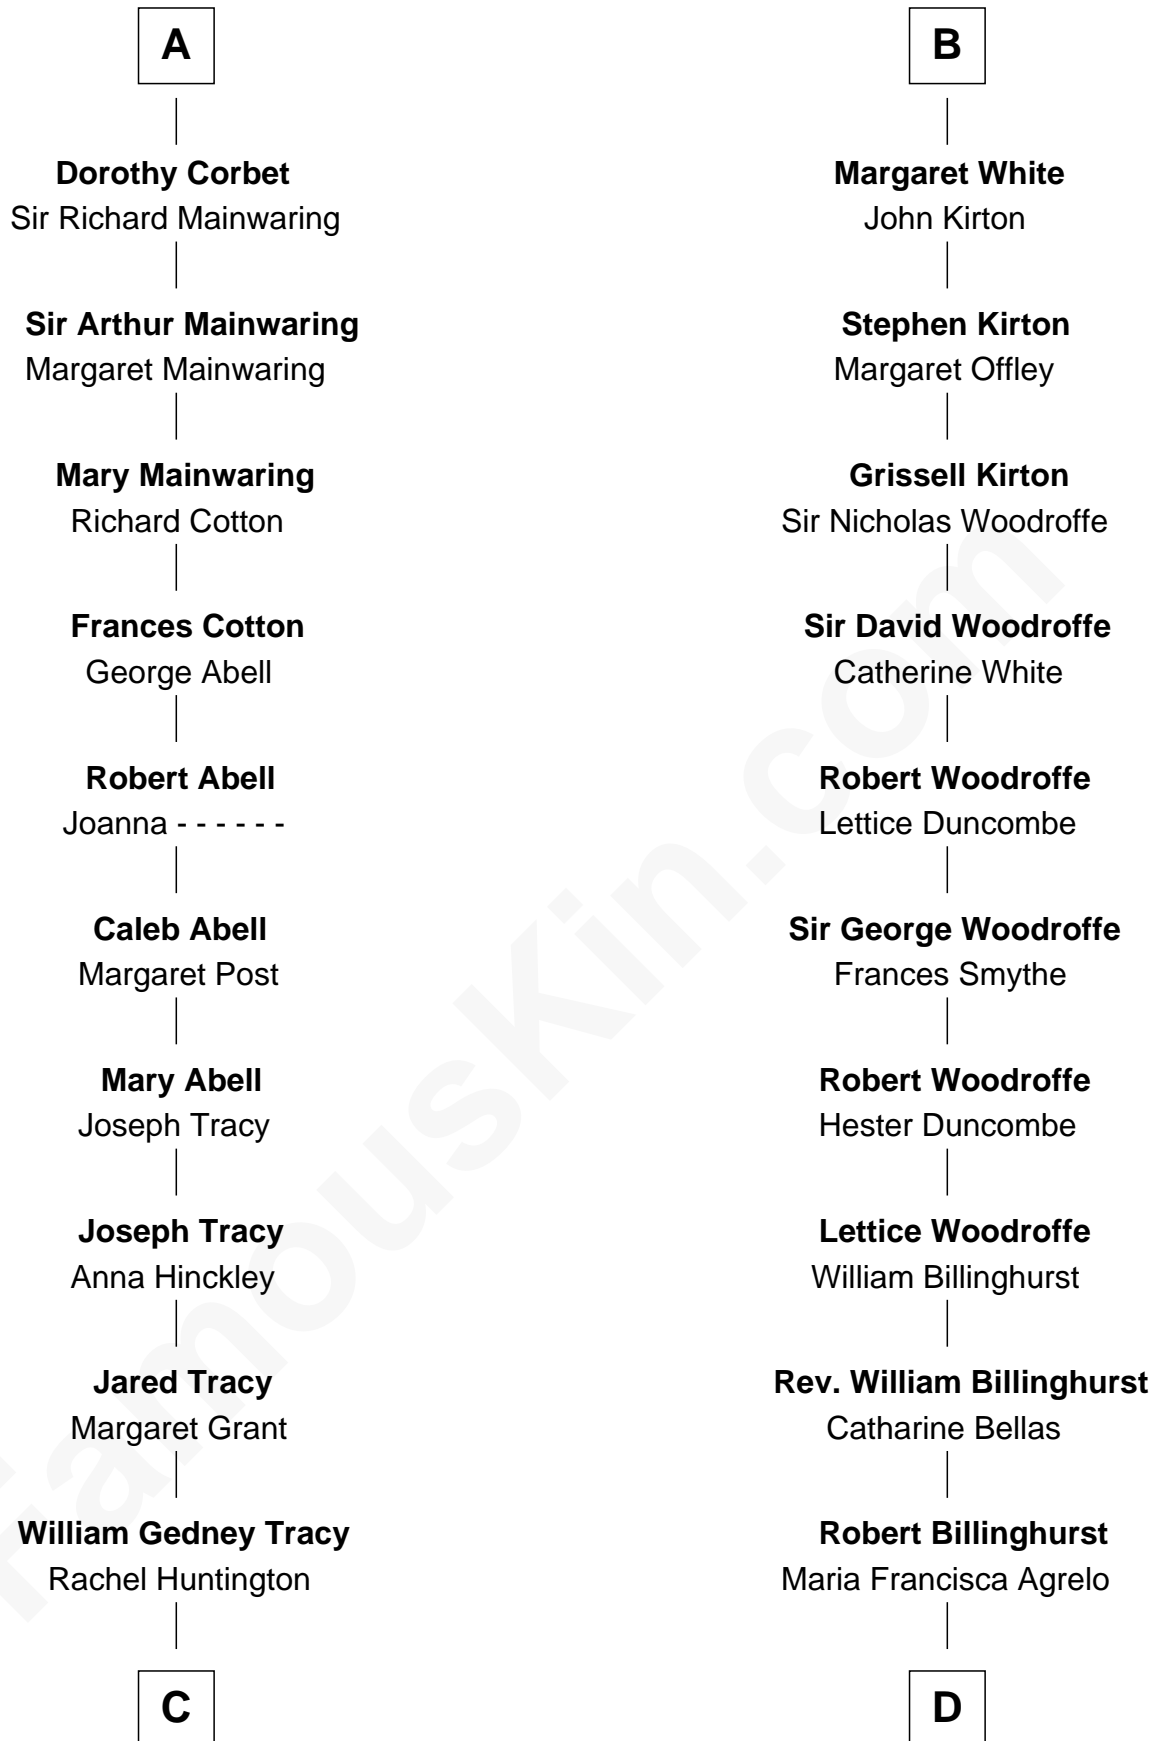 A
Dorothy Corbet
Sir Richard Mainwaring
Sir Arthur Mainwaring
Margaret Mainwaring
Mary Mainwaring
Richard Cotton
Frances Cotton
George Abell
Robert Abell
Joanna - - - - - -
Caleb Abell
Margaret Post
Mary Abell
Joseph Tracy
Joseph Tracy
Anna Hinckley
Jared Tracy
Margaret Grant
William Gedney Tracy
Rachel Huntington
C
B
Margaret White
John Kirton
Stephen Kirton
Margaret Offley
Grissell Kirton
Sir Nicholas Woodroffe
Sir David Woodroffe
Catherine White
Robert Woodroffe
Lettice Duncombe
Sir George Woodroffe
Frances Smythe
Robert Woodroffe
Hester Duncombe
Lettice Woodroffe
William Billinghurst
Rev. William Billinghurst
Catharine Bellas
Robert Billinghurst
Maria Francisca Agrelo
D
FamousKin.com